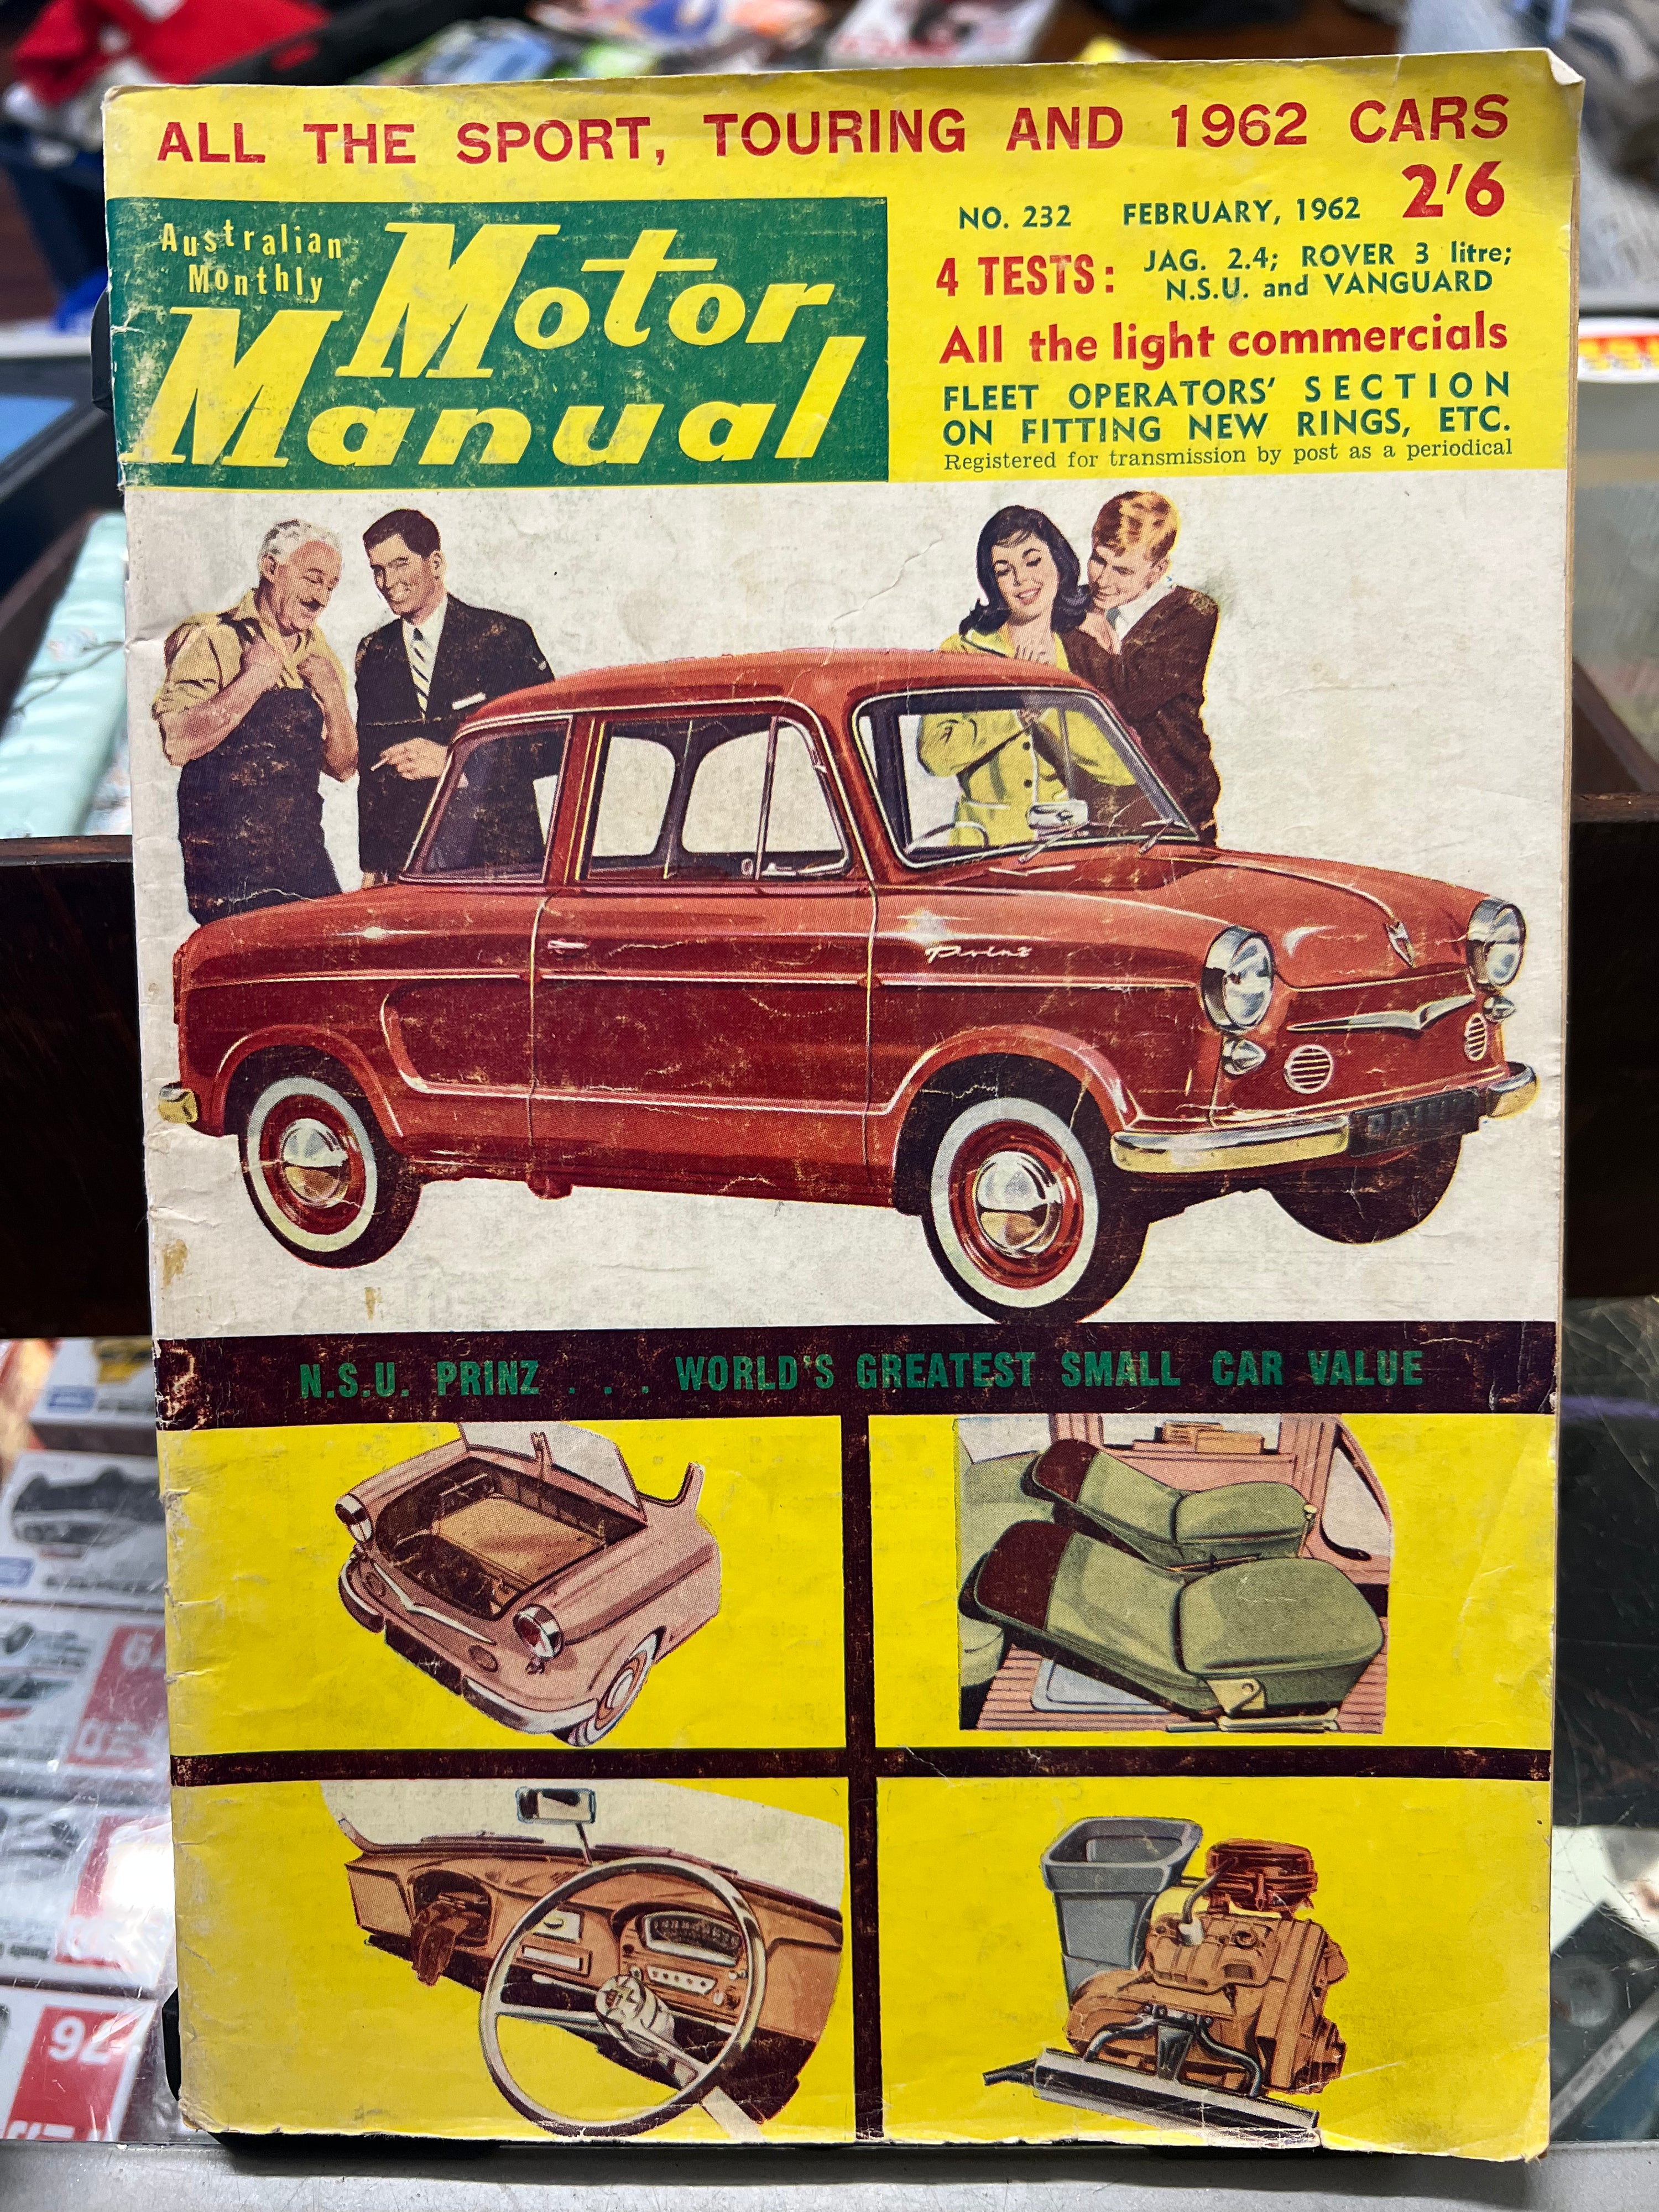 ALL THE SPORT, TOURING AND 1962 CARS
2'6
NO. 232 FEBRUARY, 1962
Australian
Monthly
Motor
Manual
4 TESTS: JAG. 2.4; ROVER 3 litre;
N.S.U. and VANGUARD
All the light commercials
FLEET OPERATORS' SECTION
ON FITTING NEW RINGS, ETC.
Registered for transmission by post as a periodical
Prinz
N.S.U. PRINZ . . . WORLD'S GREATEST SMALL CAR VALUE